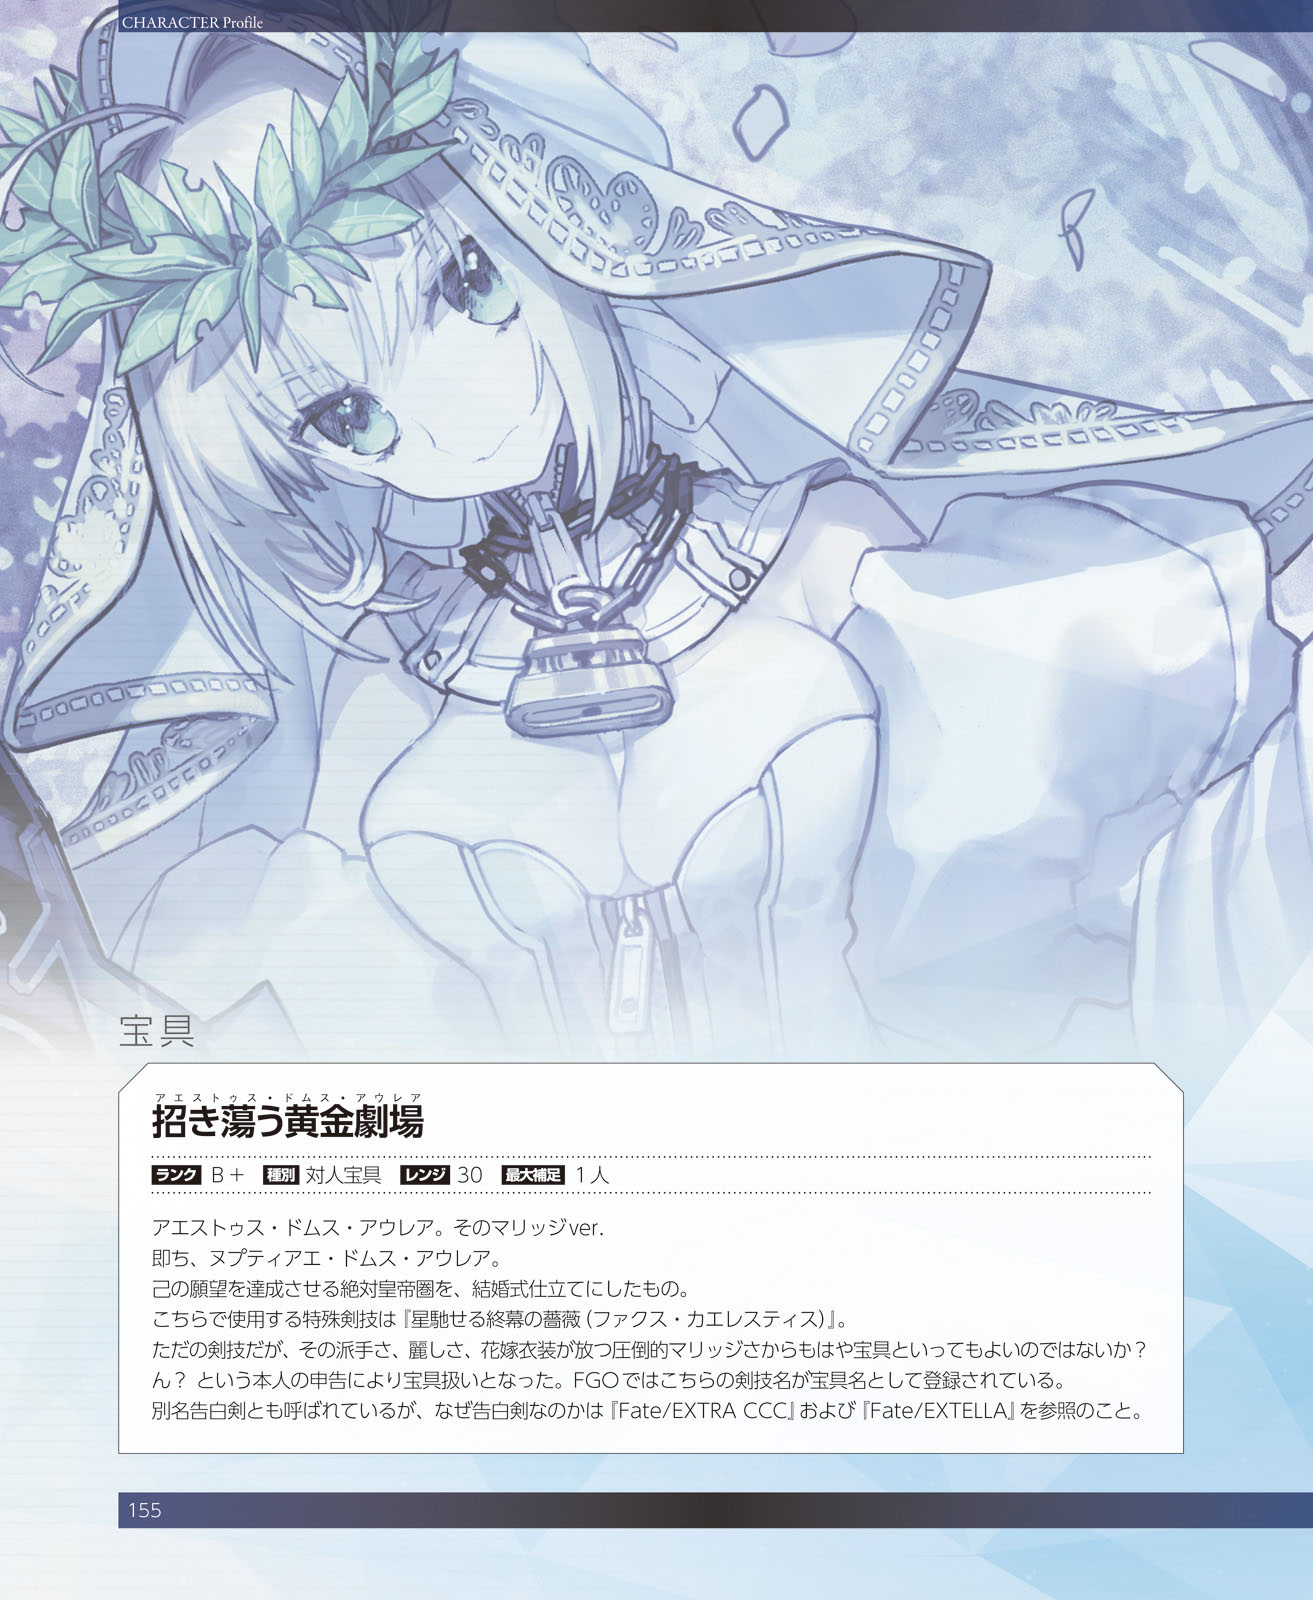 CHARACTER Profile
宝具
アエストゥス・ドムス・アウレア
招き蕩う黄金劇場
ランク B+ 種別 対人宝具 レンジ 30 最大補足 1人
アエストゥス・ドムス・アウレア。そのマリッジver.
即ち、ヌプティアエ・ドムス・アウレア。
己の願望を達成させる絶対皇帝圏を、結婚式仕立てにしたもの。
こちらで使用する特殊剣技は『星馳せる終幕の薔薇(ファクス・カエレスティス)』。
ただの剣技だが、その派手さ、麗しさ、花嫁衣装が放つ圧倒的マリッジさからもはや宝具といってもよいのではないか?
ん? という本人の申告により宝具扱いとなった。FGOではこちらの剣技名が宝具名として登録されている。
別名告白剣とも呼ばれているが、なぜ告白剣なのかは『Fate/EXTRA CCC』および『Fate/EXTELLA』を参照のこと。
155